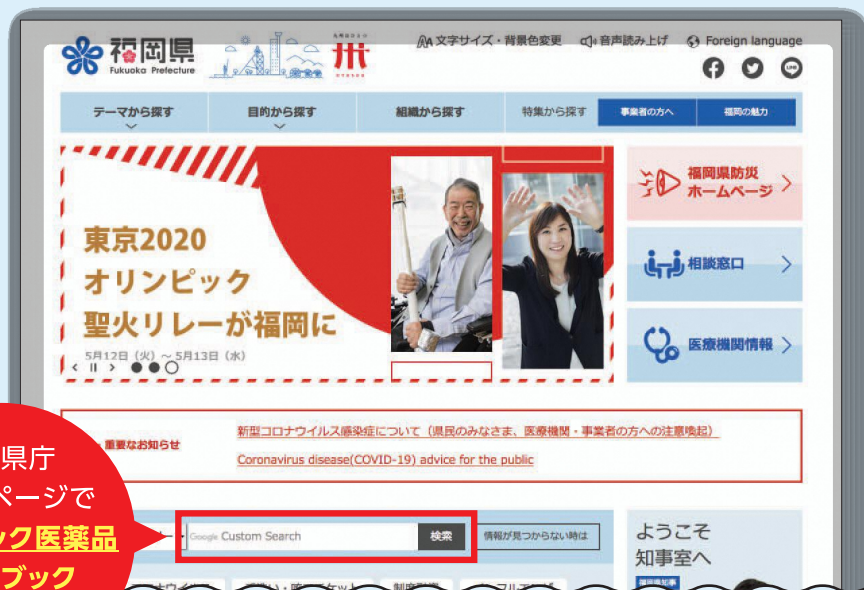 福岡県
Fukuoka Prefecture
文字サイズ・背景色変更
音声読み上げ
Foreign language
テーマから探す
目的から探す
組織から探す
特集から探す
事業者の方へ
福岡の魅力
東京2020
オリンピック
聖火リレーが福岡に
5月12日（火）～5月13日（水）
福岡県防災
ホームページ
相談窓口
医療機関情報
重要なお知らせ
新型コロナウイルス感染症について（県民のみなさま、医療機関・事業者の方への注意喚起）
Coronavirus disease(COVID-19) advice for the public
県庁
ページで
ック医薬品
ブック
Google Custom Search
検索
情報が見つからない時は
ようこそ
知事室へ
福岡県知事